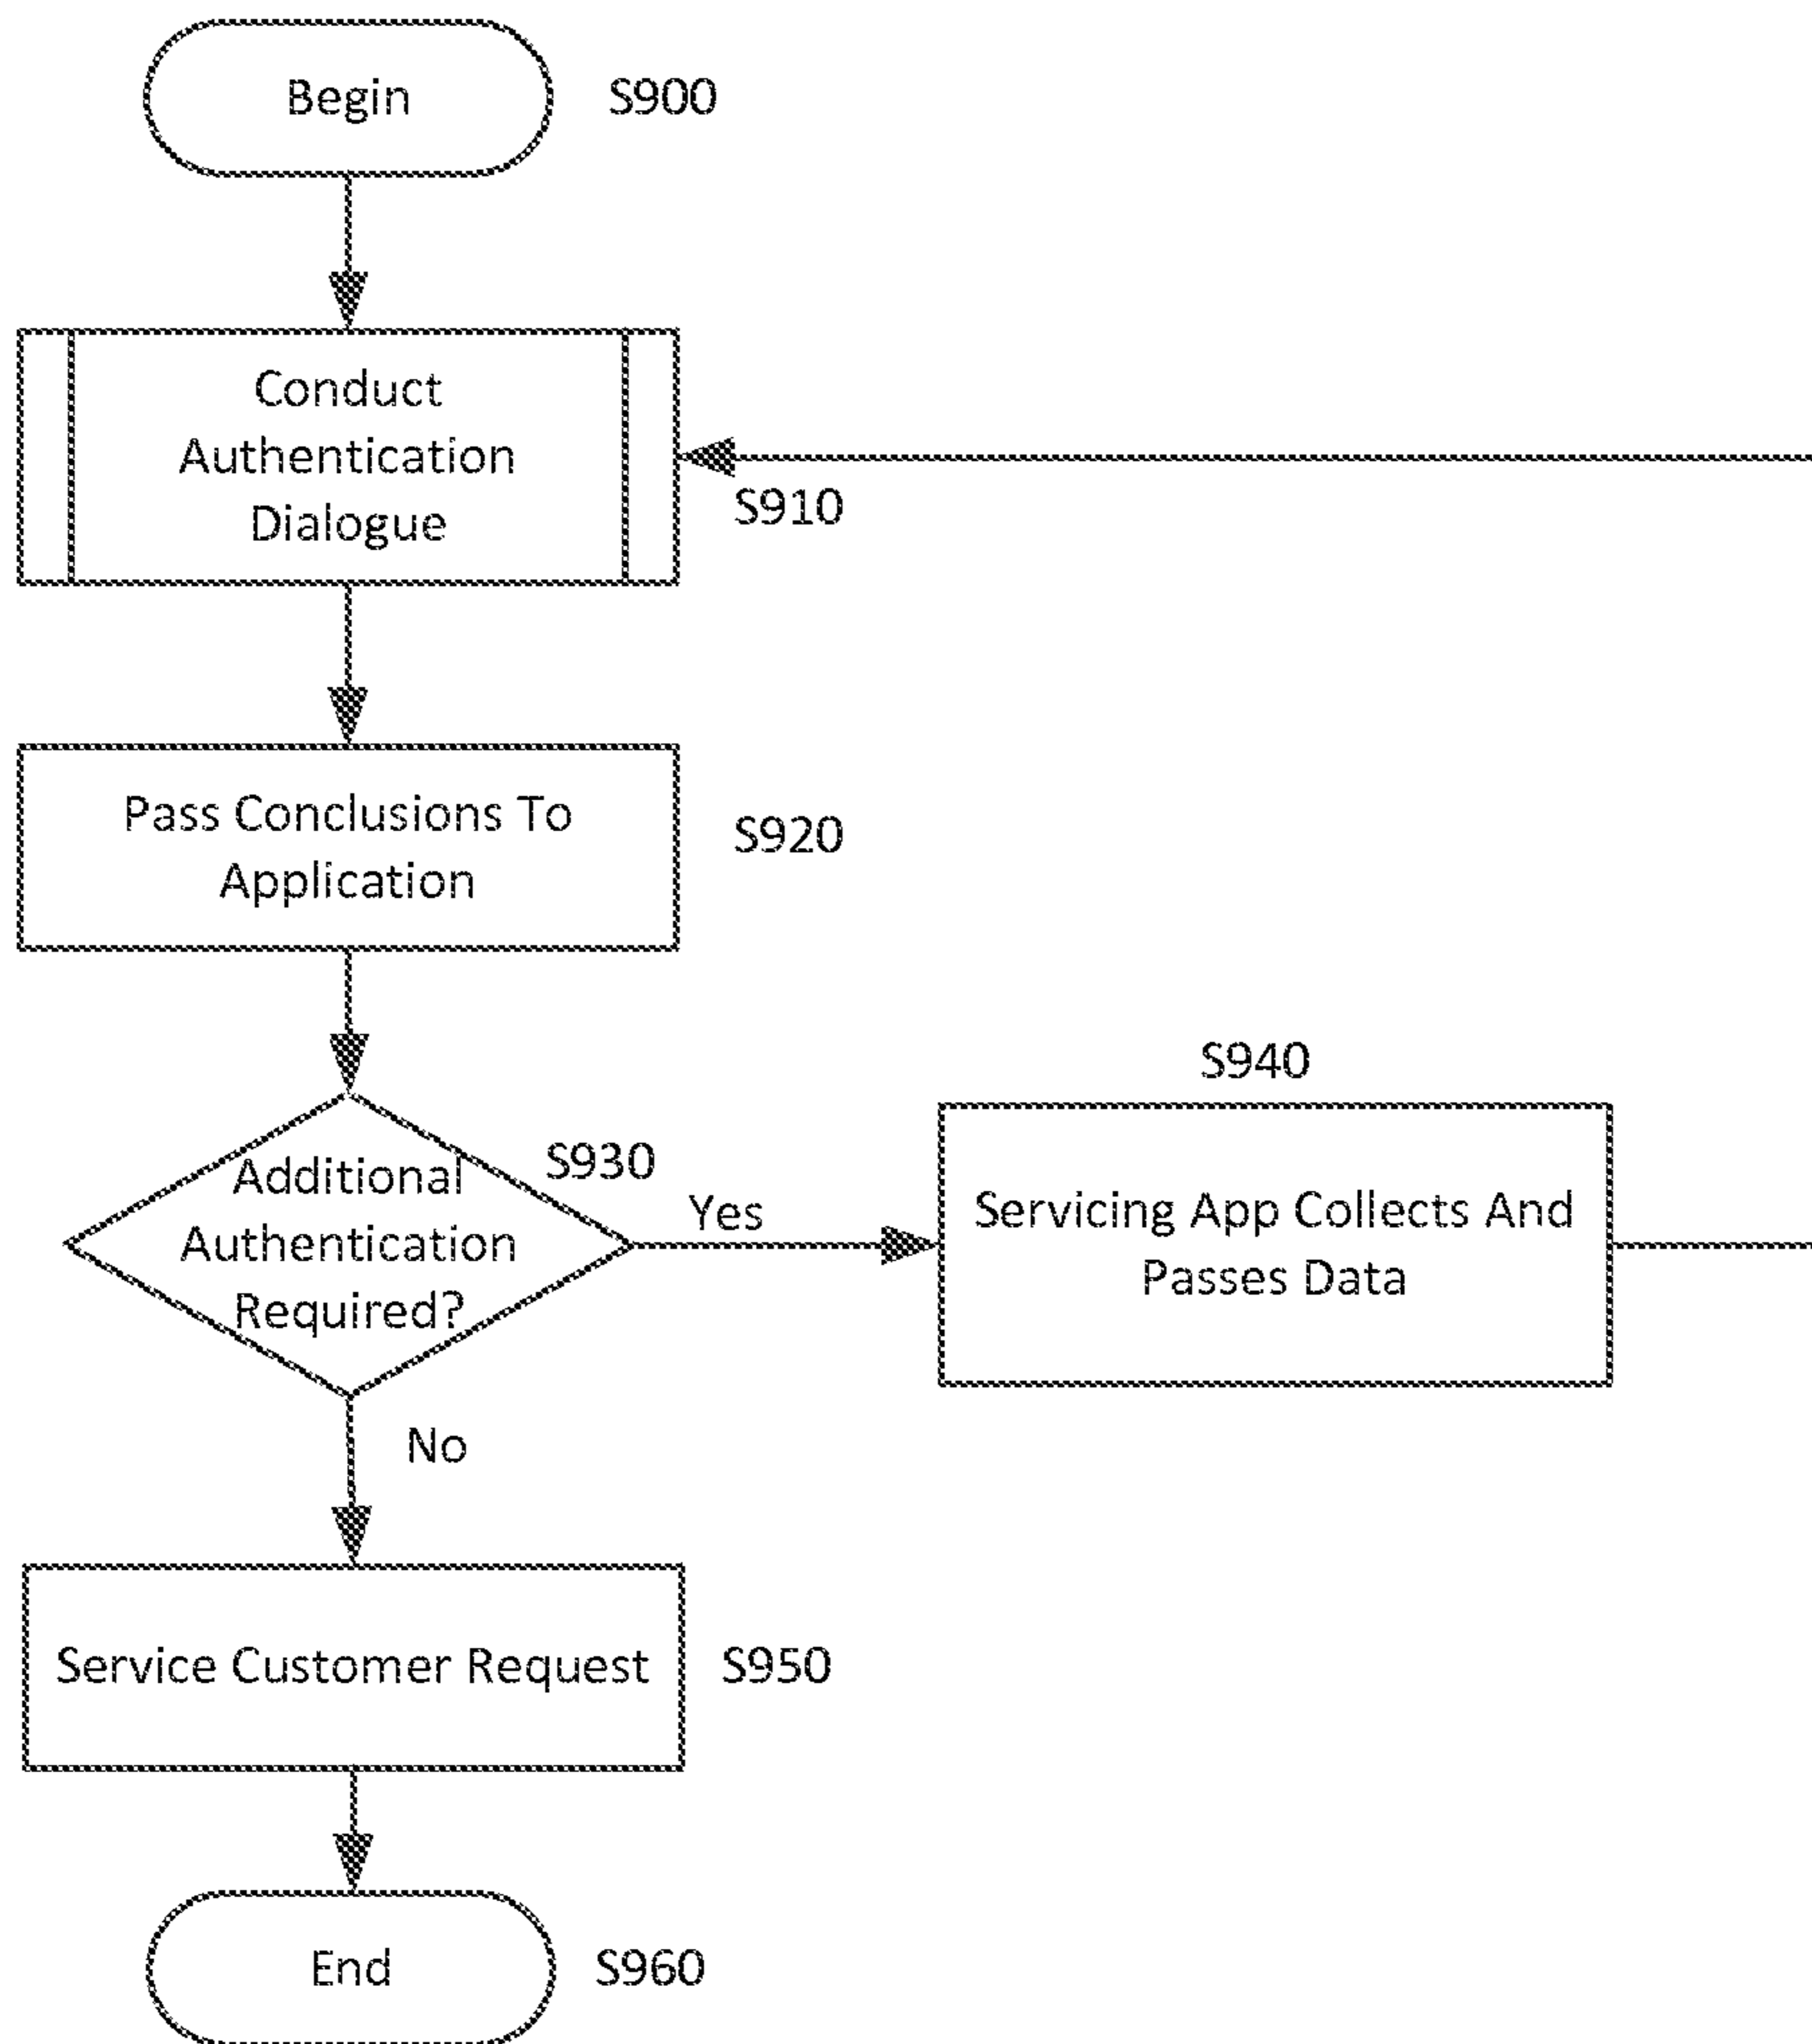 Begin
S900
Conduct
Authentication
Dialogue
S910
Pass Conclusions To
Application
S920
Additional
Authentication
Required?
S930
Yes
S940
Servicing App Collects And
Passes Data
No
Service Customer Request
S950
End
S960